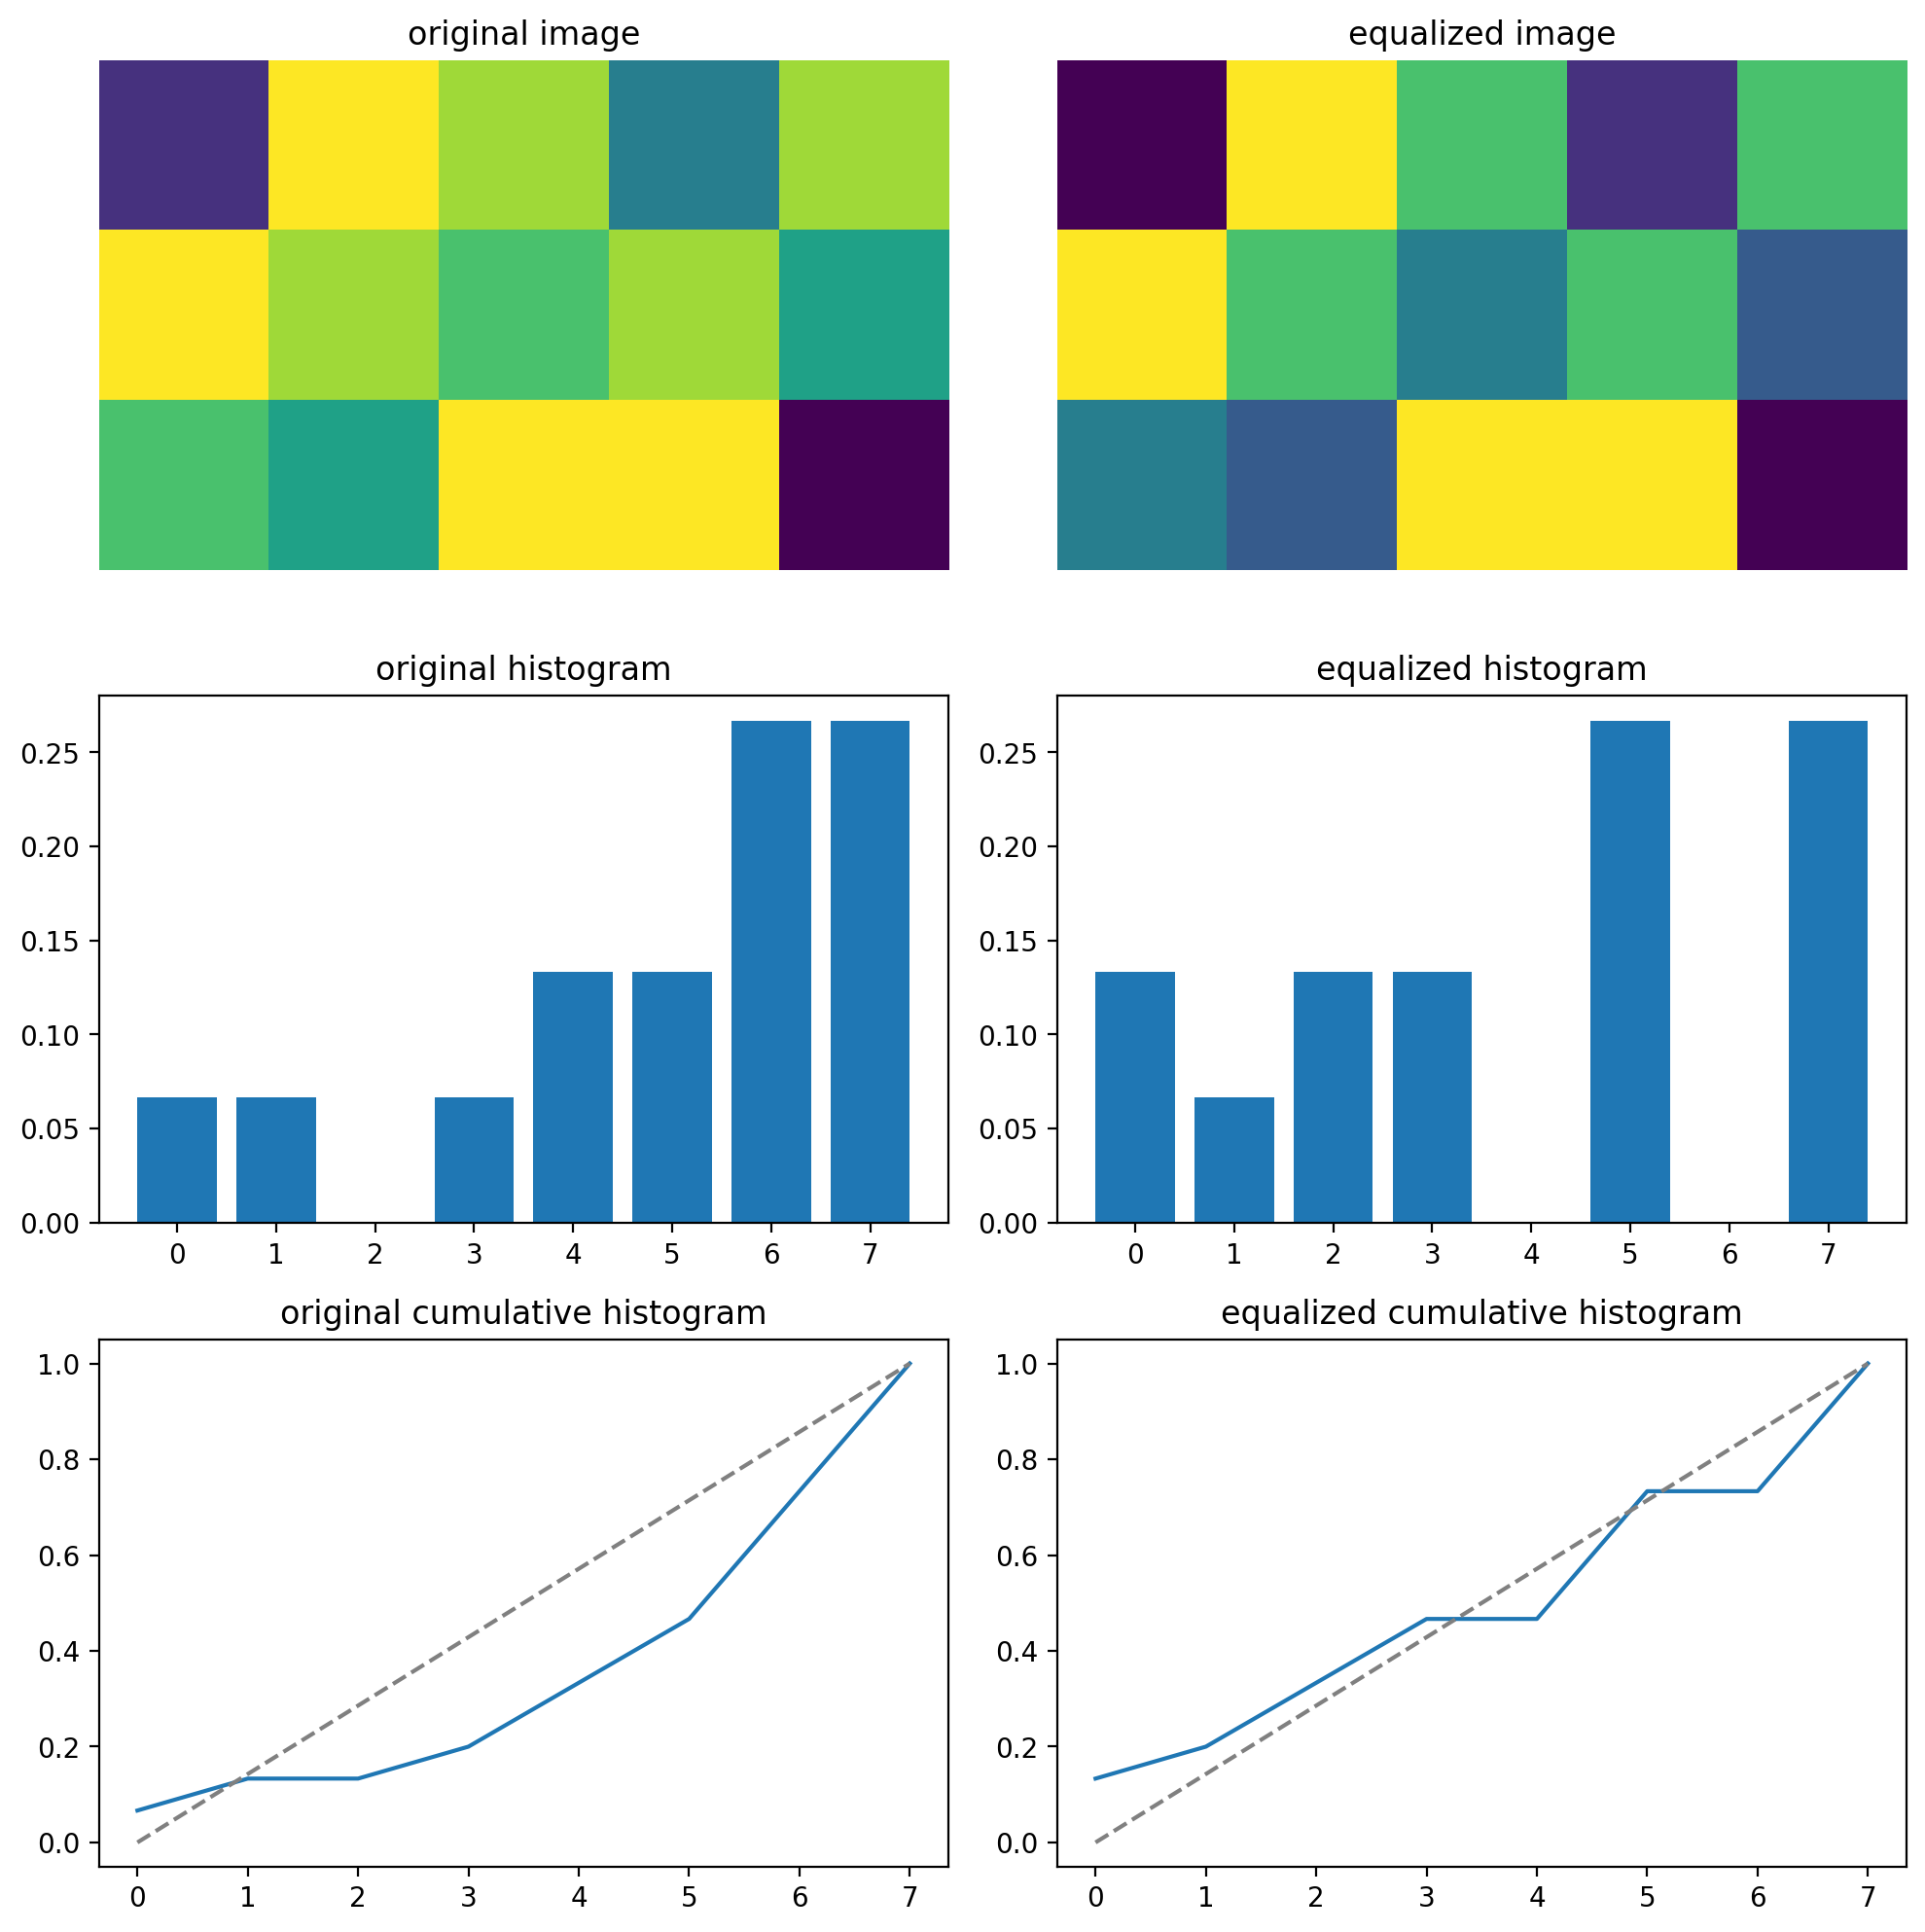 original image
equalized image
original histogram
0.25
0.20
0.15
0.10
0.05
0.00
0 1 2 3 4 5 6 7
equalized histogram
0.25
0.20
0.15
0.10
0.05
0.00
0 1 2 3 4 5 6 7
original cumulative histogram
1.0
0.8
0.6
0.4
0.2
0.0
0 1 2 3 4 5 6 7
equalized cumulative histogram
1.0
0.8
0.6
0.4
0.2
0.0
0 1 2 3 4 5 6 7